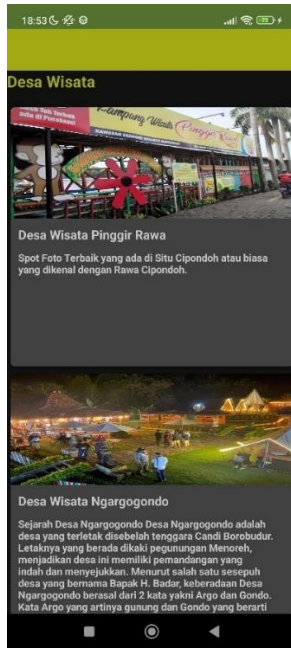 18:53
Desa Wisata
Kampung Wisata Pinggir Rawa
Desa Wisata Pinggir Rawa
Spot Foto Terbaik yang ada di Situ Cipondoh atau biasa
yang dikenal dengan Rawa Cipondoh.
Desa Wisata Ngargogondo
Sejarah Desa Ngargogondo Desa Ngargogondo adalah
desa yang terletak disebelah tenggara Candi Borobudur.
Letaknya yang berada dikaki pegunungan Menoreh,
menjadikan desa ini memiliki pemandangan yang
indah dan menyejukkan. Menurut salah satu sesepuh
desa yang bernama Bapak H. Badar, keberadaan Desa
Ngargogondo berasal dari 2 kata yakni Argo dan Gondo.
Kata Argo yang artinya gunung dan Gondo yang berarti